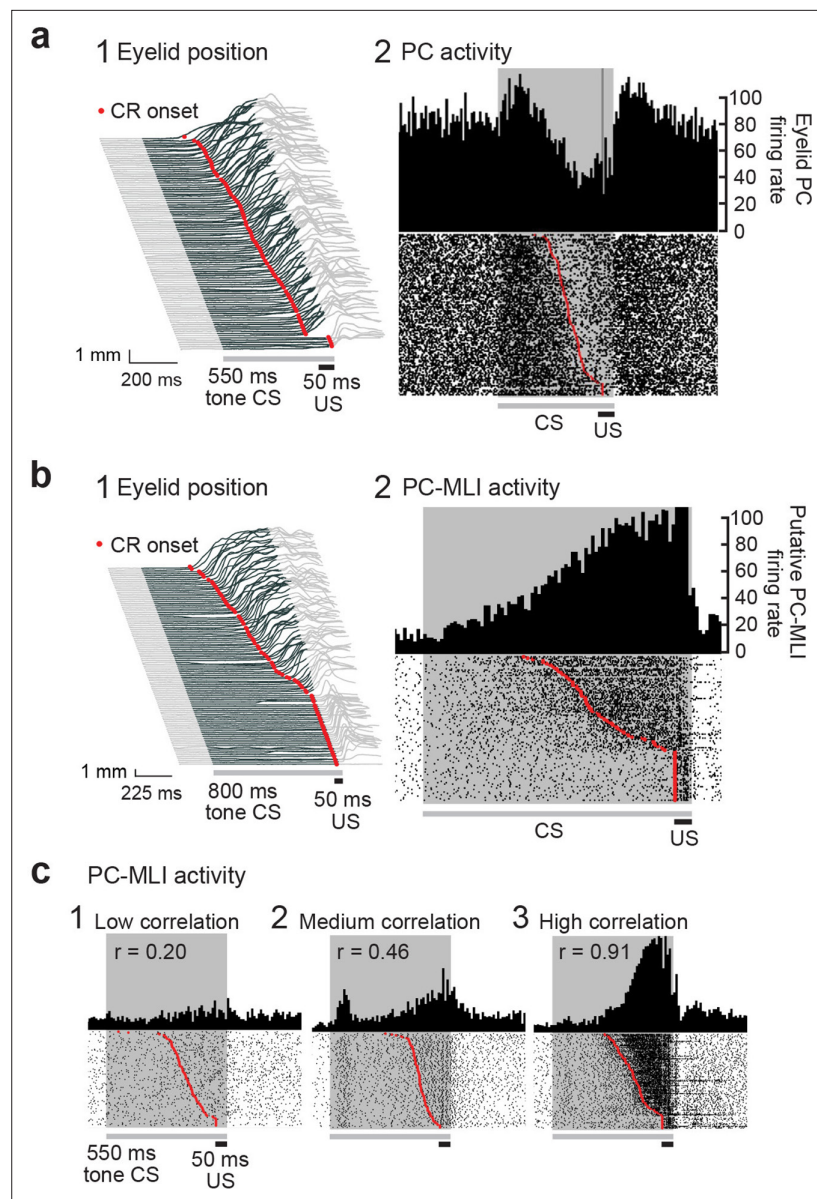 a
1 Eyelid position
2 PC activity
• CR onset
100
80
60
40
20
0
Eyelid PC
firing rate
1 mm
200 ms
550 ms
tone CS
50 ms
US
CS
US
b
1 Eyelid position
2 PC-MLI activity
• CR onset
100
80
60
40
20
0
Putative PC-MLI
firing rate
1 mm
225 ms
800 ms
tone CS
50 ms
US
CS
US
c
PC-MLI activity
1 Low correlation
2 Medium correlation
3 High correlation
r = 0.20
r = 0.46
r = 0.91
550 ms
tone CS
50 ms
US